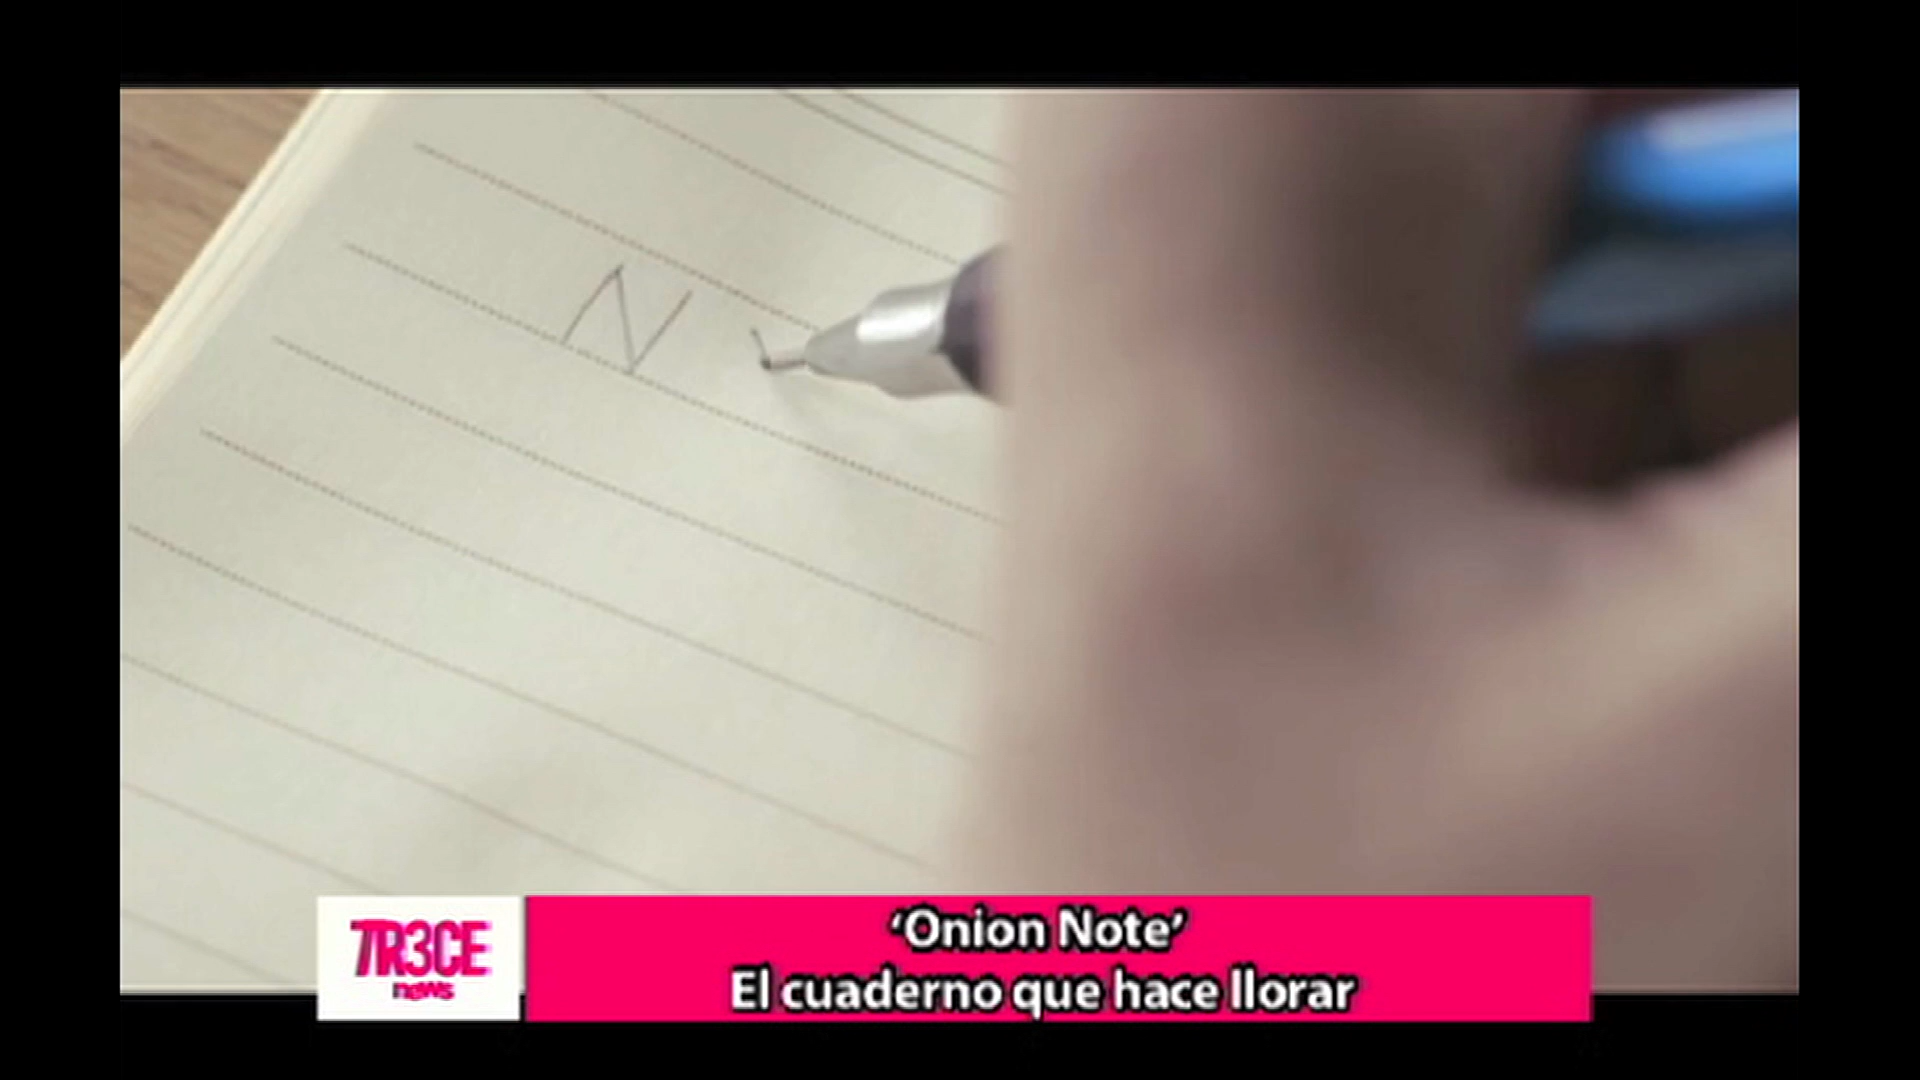 N
TR3CE
news
‘Onion Note’
El cuaderno que hace llorar